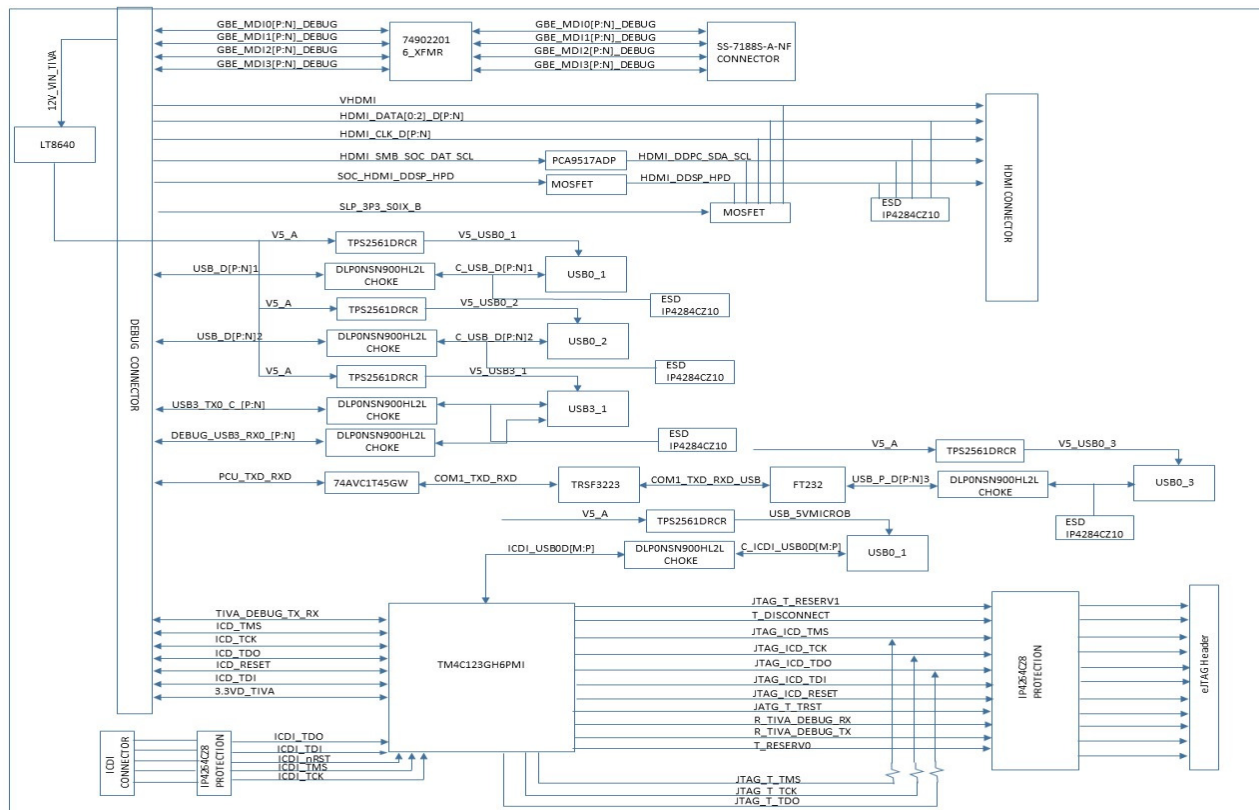 GBE_MDI0[P:N]_DEBUG
GBE_MDI1[P:N]_DEBUG
GBE_MDI2[P:N]_DEBUG
GBE_MDI3[P:N]_DEBUG
74902201
6_XFMR
GBE_MDI0[P:N]_DEBUG
GBE_MDI1[P:N]_DEBUG
GBE_MDI2[P:N]_DEBUG
GBE_MDI3[P:N]_DEBUG
SS-7188S-A-NF
CONNECTOR
12V_VIN_TIVA
LT8640
DEBUG CONNECTOR
VHDMI
HDMI_DATA[0:2]_D[P:N]
HDMI_CLK_D[P:N]
HDMI_SMB_SOC_DAT_SCL
PCA9517ADP
HDMI_DDPC_SDA_SCL
SOC_HDMI_DDSP_HPD
MOSFET
HDMI_DDSP_HPD
SLP_3P3_S0IX_B
MOSFET
ESD
IP4284CZ10
HDMI CONNECTOR
V5_A
TPS2561DRCR
V5_USB0_1
USB_D[P:N]1
DLP0NSN900HL2L
CHOKE
C_USB_D[P:N]1
USB0_1
ESD
IP4284CZ10
V5_A
TPS2561DRCR
V5_USB0_2
USB_D[P:N]2
DLP0NSN900HL2L
CHOKE
C_USB_D[P:N]2
USB0_2
ESD
IP4284CZ10
V5_A
TPS2561DRCR
V5_USB3_1
USB3_TX0_C_[P:N]
DLP0NSN900HL2L
CHOKE
USB3_1
DEBUG_USB3_RX0_[P:N]
DLP0NSN900HL2L
CHOKE
ESD
IP4284CZ10
V5_A
TPS2561DRCR
V5_USB0_3
PCU_TXD_RXD
74AVC1T45GW
COM1_TXD_RXD
TRSF3223
COM1_TXD_RXD_USB
FT232
USB_P_D[P:N]3
DLP0NSN900HL2L
CHOKE
USB0_3
ESD
IP4284CZ10
V5_A
TPS2561DRCR
USB_5VMICROB
ICDI_USB0D[M:P]
DLP0NSN900HL2L
CHOKE
C_ICDI_USB0D[M:P]
USB0_1
TIVA_DEBUG_TX_RX
ICD_TMS
ICD_TCK
ICD_TDO
ICD_RESET
ICD_TDI
3.3VD_TIVA
TM4C123GH6PMI
JTAG_T_RESERV1
T_DISCONNECT
JTAG_ICD_TMS
JTAG_ICD_TCK
JTAG_ICD_TDO
JTAG_ICD_TDI
JTAG_ICD_RESET
JATG_T_TRST
R_TIVA_DEBUG_RX
R_TIVA_DEBUG_TX
T_RESERV0
IP4264C28
PROTECTION
eJTAG Header
ICDI
CONNECTOR
IP4264C28
PROTECTION
ICDI_TDO
ICDI_TDI
ICDI_nRST
ICDI_TMS
ICDI_TCK
JTAG_T_TMS
JTAG_T_TCK
JTAG_T_TDO